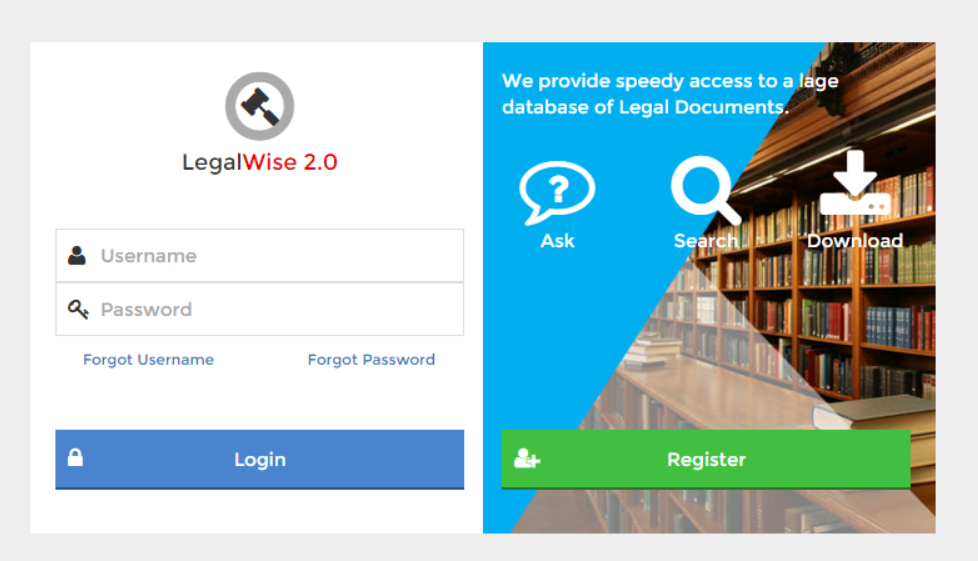 LegalWise 2.0
Username
Password
Forgot Username
Forgot Password
Login
We provide speedy access to a lage
database of Legal Documents.
?
Ask
Search
Download
Register